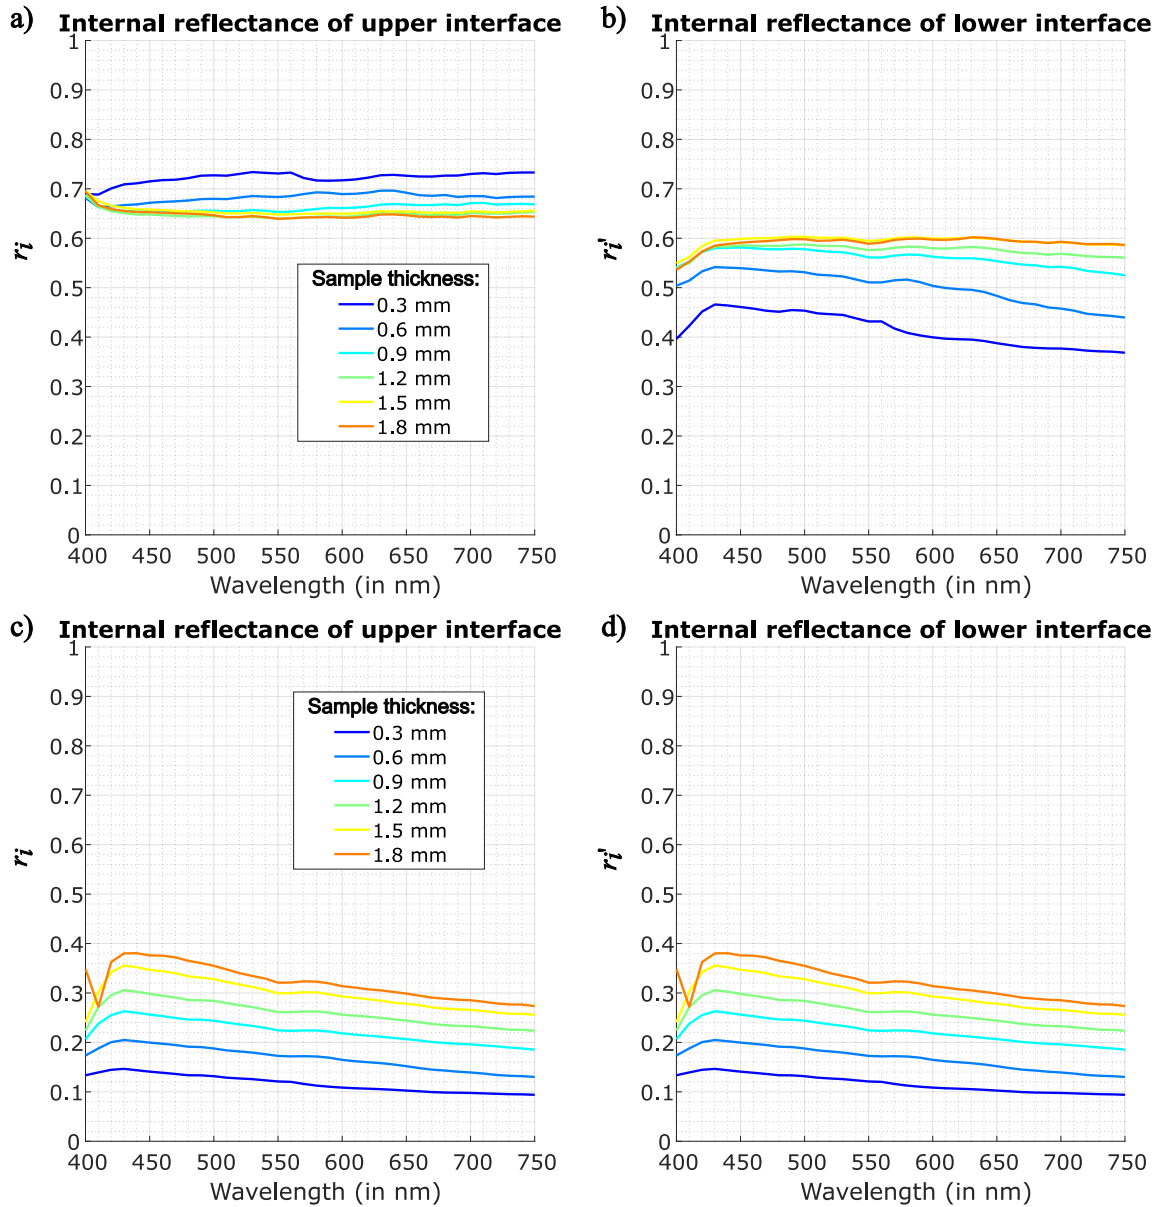 a) Internal reflectance of upper interface
1
0.9
0.8
0.7
0.6
0.5
0.4
0.3
0.2
0.1
0
ri
Sample thickness:
0.3 mm
0.6 mm
0.9 mm
1.2 mm
1.5 mm
1.8 mm
400 450 500 550 600 650 700 750
Wavelength (in nm)
b) Internal reflectance of lower interface
1
0.9
0.8
0.7
0.6
0.5
0.4
0.3
0.2
0.1
0
ri'
400 450 500 550 600 650 700 750
Wavelength (in nm)
c) Internal reflectance of upper interface
1
0.9
0.8
0.7
0.6
0.5
0.4
0.3
0.2
0.1
0
ri
Sample thickness:
0.3 mm
0.6 mm
0.9 mm
1.2 mm
1.5 mm
1.8 mm
400 450 500 550 600 650 700 750
Wavelength (in nm)
d) Internal reflectance of lower interface
1
0.9
0.8
0.7
0.6
0.5
0.4
0.3
0.2
0.1
0
ri'
400 450 500 550 600 650 700 750
Wavelength (in nm)